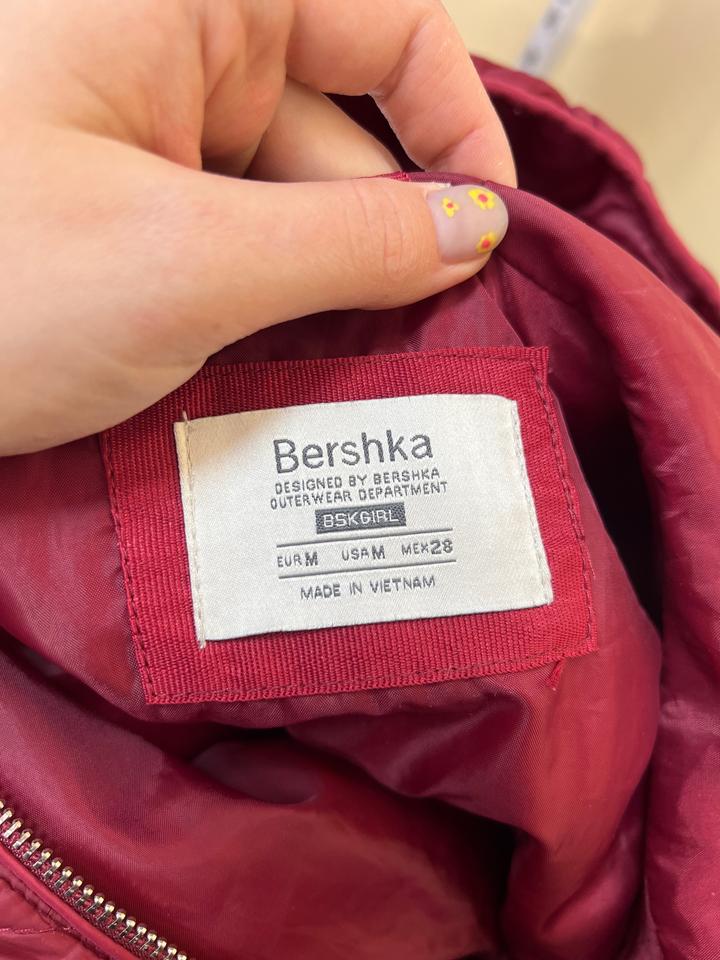 Bershka
DESIGNED BY BERSHKA
OUTERWEAR DEPARTMENT
BSKGIRL
EUR M USA M MEX 28
MADE IN VIETNAM